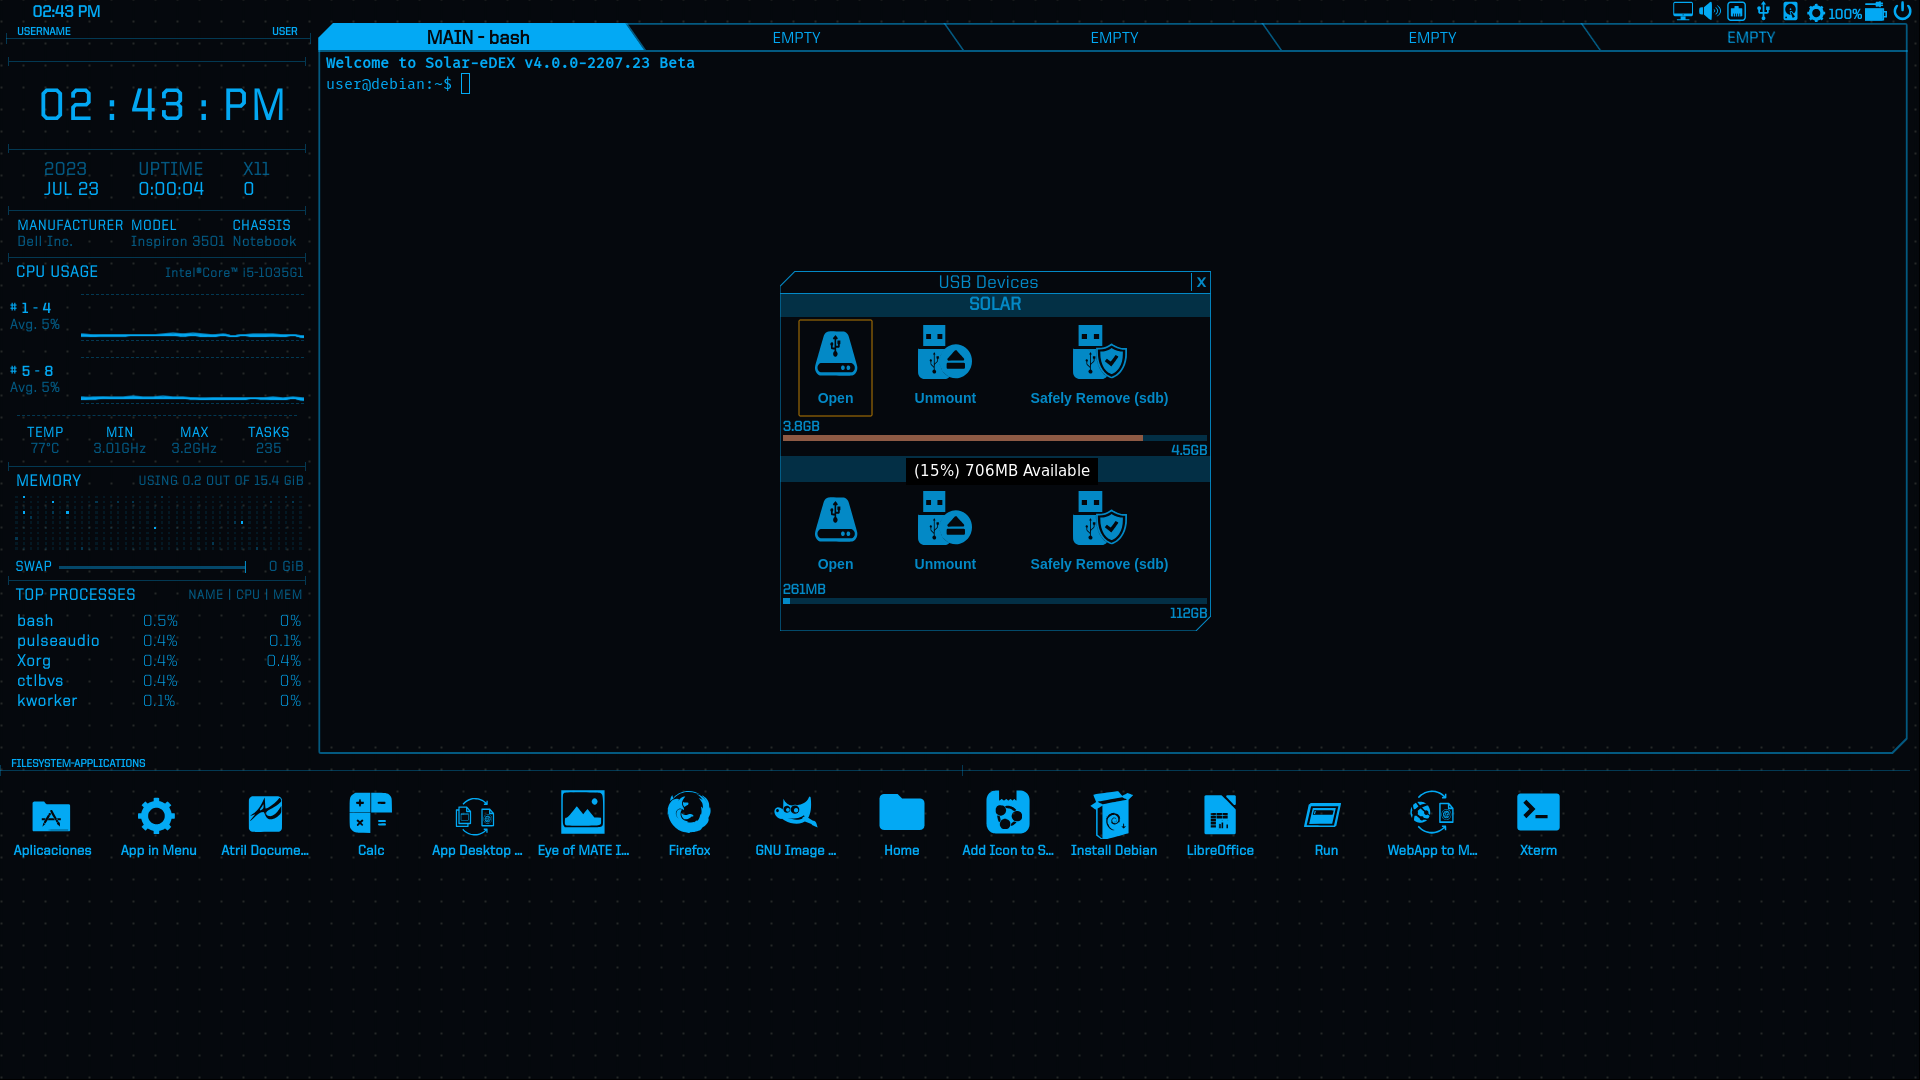 02:43 PM
100%
USERNAME USER
MAIN - bash EMPTY EMPTY EMPTY EMPTY
Welcome to Solar-eDEX v4.0.0-2207.23 Beta
user@debian:~$
02 : 43 : PM
2023 UPTIME X11
JUL 23 0:00:04 0
MANUFACTURER MODEL CHASSIS
Dell Inc. Inspiron 3501 Notebook
CPU USAGE Intel®Core™ i5-1035G1
# 1 - 4
Avg. 5%
# 5 - 8
Avg. 5%
TEMP MIN MAX TASKS
77°C 3.01GHz 3.2GHz 235
MEMORY USING 0.2 OUT OF 15.4 GiB
SWAP .0 GiB
TOP PROCESSES NAME | CPU | MEM
bash 0.5% 0%
pulseaudio 0.4% 0.1%
Xorg 0.4% 0.4%
ctlbvs 0.4% 0%
kworker 0.1% 0%
USB Devices X
SOLAR
Open Unmount Safely Remove (sdb)
3.8GB
4.5GB
(15%) 706MB Available
Open Unmount Safely Remove (sdb)
261MB
112GB
FILESYSTEM-APPLICATIONS
Aplicaciones App in Menu Atril Docume... Calc App Desktop ... Eye of MATE I... Firefox GNU Image ... Home Add Icon to S... Install Debian LibreOffice Run WebApp to M... Xterm